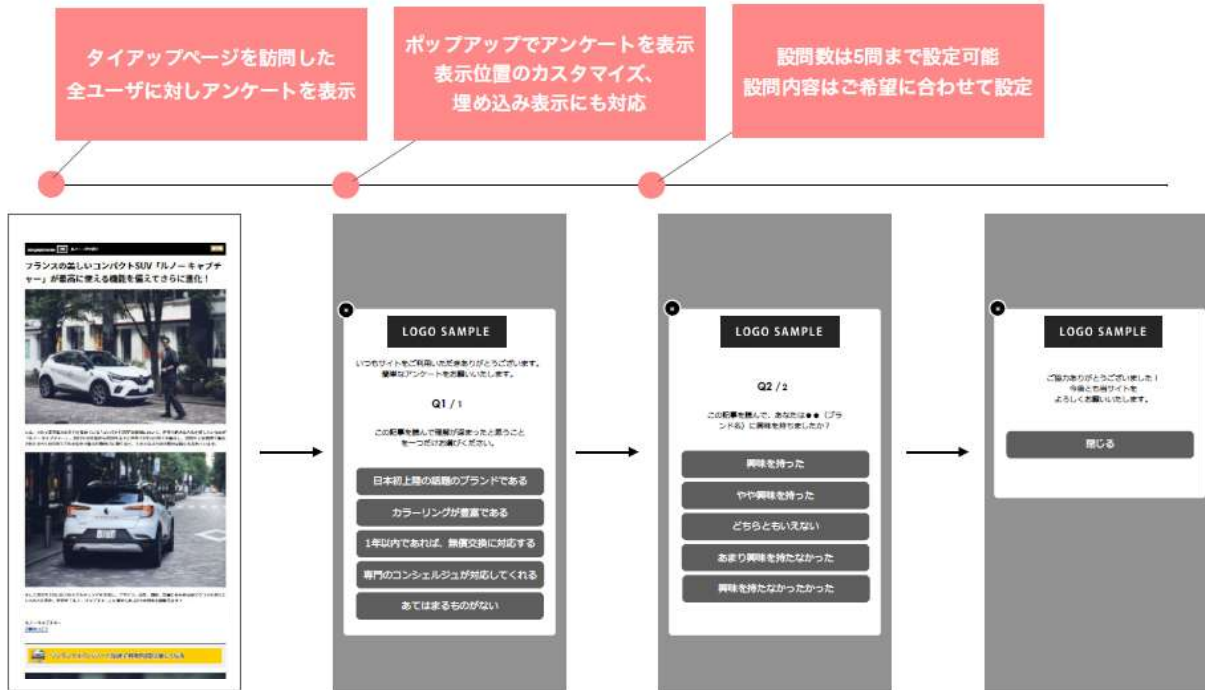 タイアップページを訪問した
全ユーザに対しアンケートを表示
ポップアップでアンケートを表示
表示位置のカスタマイズ、
埋め込み表示にも対応
設問数は5問まで設定可能
設問内容はご希望に合わせて設定
フランスの美しいコンパクトSUV「ルノー キャプチ
ャー」が最高に使える機能を備えてさらに進化！
LOGO SAMPLE
いつもサイトをご利用いただきありがとうございます。
簡単なアンケートをお願いいたします。
Q1 / 1
この記事を読んで理解が深まったと思うこと
を一つだけお選びください。
日本初上陸の話題のブランドである
カラーリングが豊富である
1年以内であれば、無償交換に対応する
専門のコンシェルジュが対応してくれる
あてはまるものがない
LOGO SAMPLE
Q2 / 2
この記事を読んで、あなたは●●（ブラ
ンド名）に興味を持ちましたか？
興味を持った
やや興味を持った
どちらともいえない
あまり興味を持たなかった
興味を持たなかったかった
LOGO SAMPLE
ご協力ありがとうございました！
今後とも当サイトを
よろしくお願いいたします。
閉じる